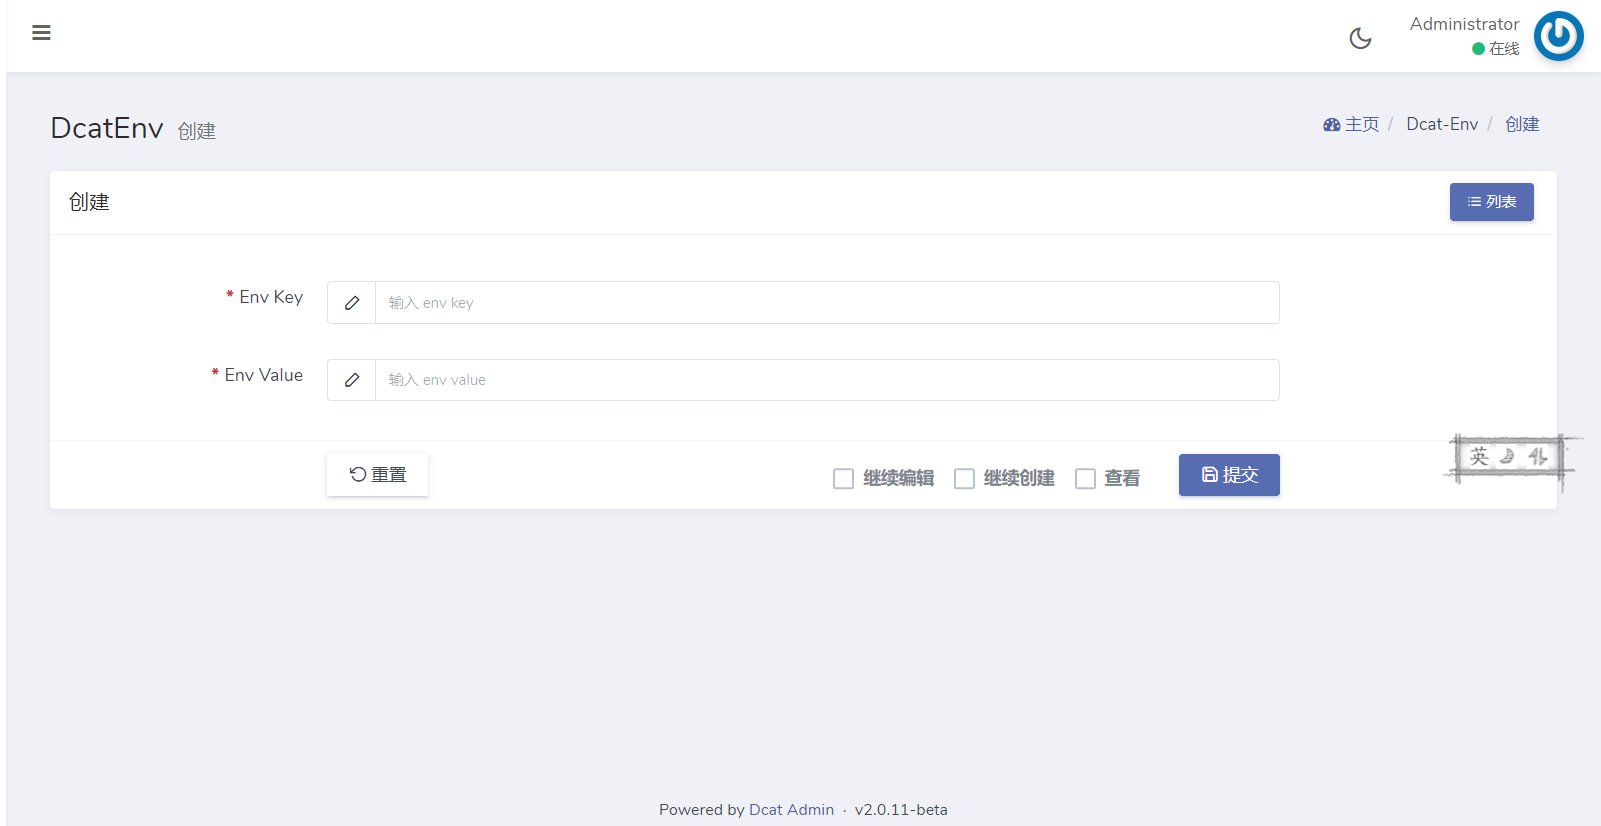 Administrator
在线
DcatEnv 创建
主页 / Dcat-Env / 创建
创建
列表
* Env Key
输入 env key
* Env Value
输入 env value
重置
继续编辑
继续创建
查看
提交
英
Powered by Dcat Admin · v2.0.11-beta